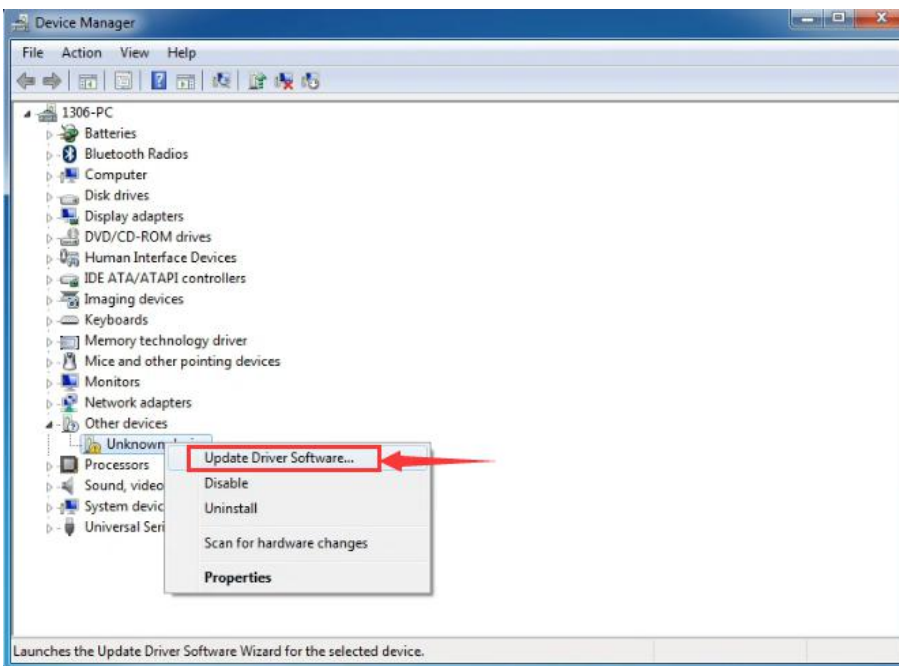 Device Manager
File Action View Help
1306-PC
Batteries
Bluetooth Radios
Computer
Disk drives
Display adapters
DVD/CD-ROM drives
Human Interface Devices
IDE ATA/ATAPI controllers
Imaging devices
Keyboards
Memory technology driver
Mice and other pointing devices
Monitors
Network adapters
Other devices
Unknown
Update Driver Software...
Processors
Sound, video
Disable
System devic
Uninstall
Universal Seri
Scan for hardware changes
Properties
Launches the Update Driver Software Wizard for the selected device.